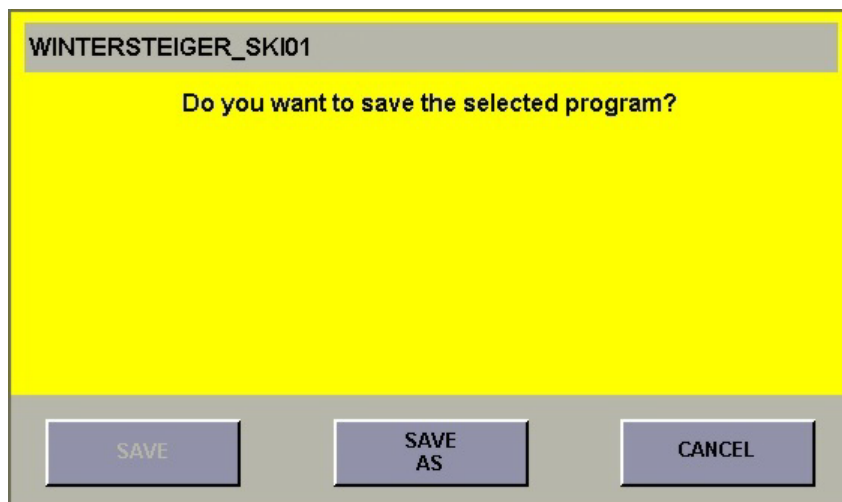 WINTERSTEIGER_SKI01
Do you want to save the selected program?
SAVE
SAVE
AS
CANCEL